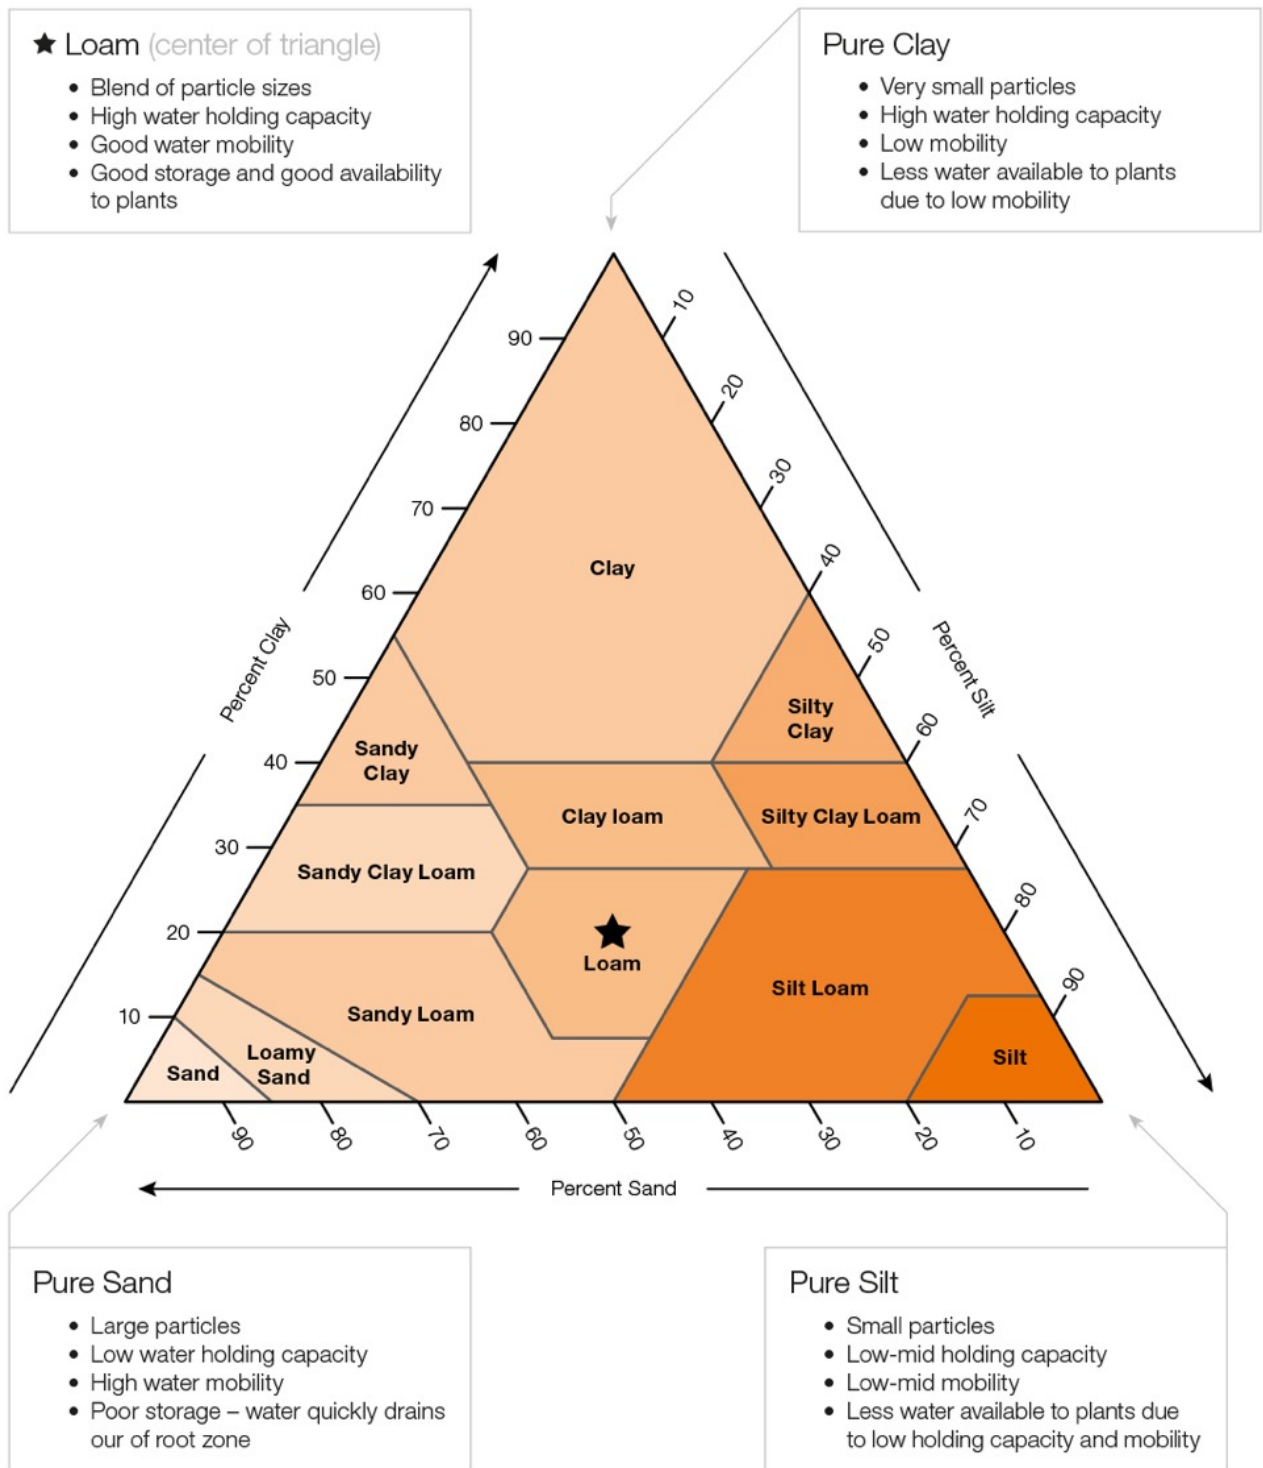 ★ Loam (center of triangle)
• Blend of particle sizes
• High water holding capacity
• Good water mobility
• Good storage and good availability
to plants
Pure Clay
• Very small particles
• High water holding capacity
• Low mobility
• Less water available to plants
due to low mobility
Percent Clay
90
80
70
60
50
40
30
20
10
Percent Silt
10
20
30
40
50
60
70
80
90
Clay
Silty
Clay
Sandy
Clay
Clay loam
Silty Clay Loam
Sandy Clay Loam
Loam
Silt Loam
Sandy Loam
Loamy
Sand
Sand
Silt
90
80
70
60
50
40
30
20
10
Percent Sand
Pure Sand
• Large particles
• Low water holding capacity
• High water mobility
• Poor storage – water quickly drains
our of root zone
Pure Silt
• Small particles
• Low-mid holding capacity
• Low-mid mobility
• Less water available to plants due
to low holding capacity and mobility